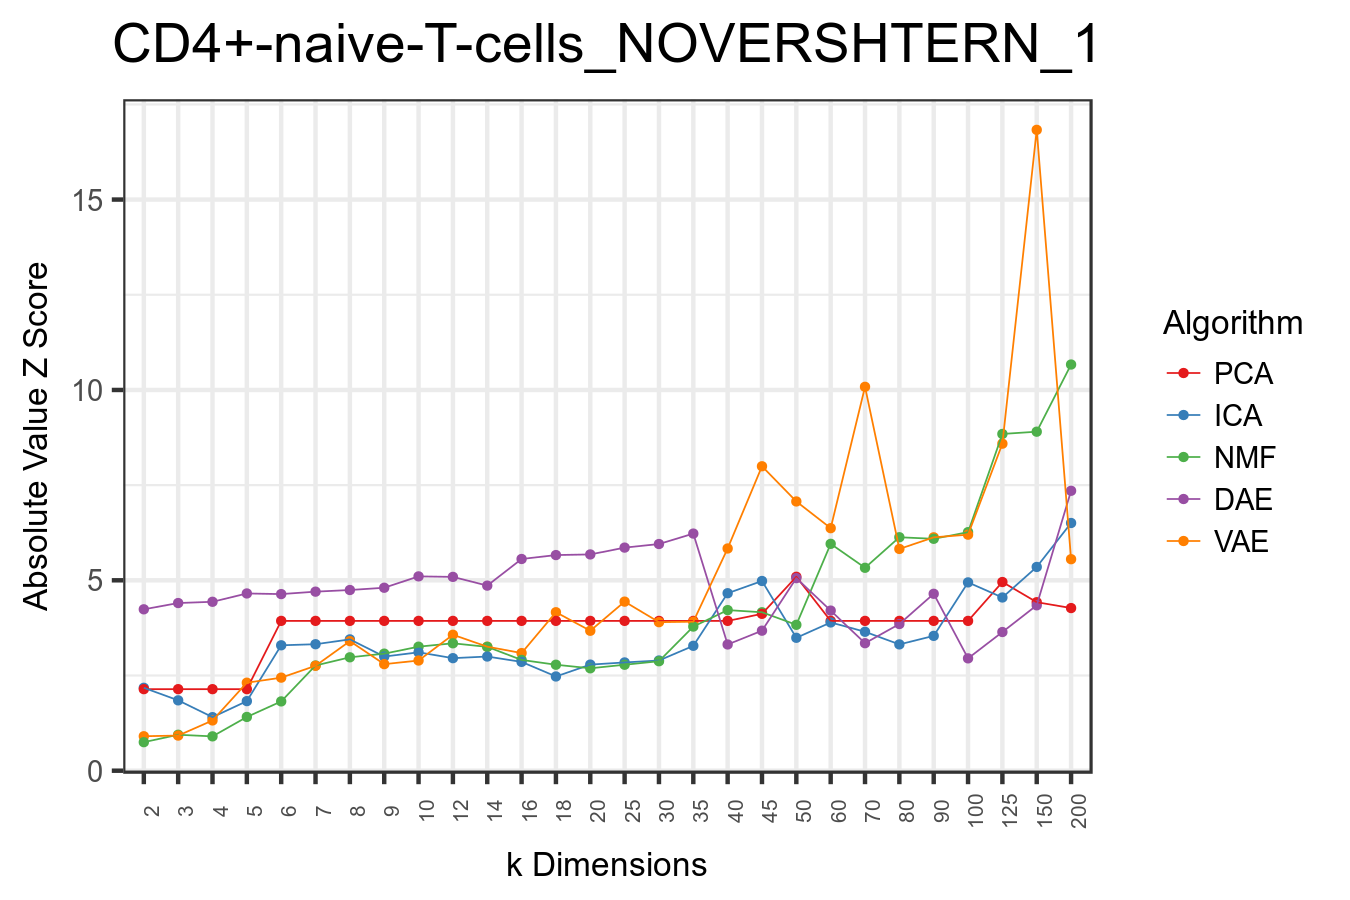 CD4+-naive-T-cells_NOVERSHTERN_1
Absolute Value Z Score
15
10
5
0
2 3 4 5 6 7 8 9 10 12 14 16 18 20 25 30 35 40 45 50 60 70 80 90 100 125 150 200
k Dimensions
Algorithm
PCA
ICA
NMF
DAE
VAE